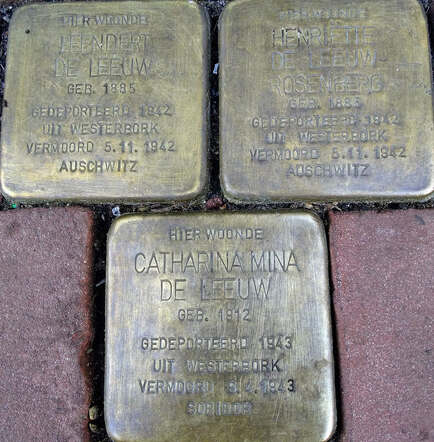 HIER WOONDE
LEENDERT
DE LEEUW
GEB. 1885
GEDEPORTEERD 1942
UIT WESTERBORK
VERMOORD 5.11.1942
AUSCHWITZ
HIER WOONDE
HENRIETTE
DE LEEUW
ROSENBERG
GEB. 1885
GEDEPORTEERD 1942
UIT WESTERBORK
VERMOORD 5.11.1942
AUSCHWITZ
HIER WOONDE
CATHARINA MINA
DE LEEUW
GEB. 1912
GEDEPORTEERD 1943
UIT WESTERBORK
VERMOORD .4.1943
SOBIBOR